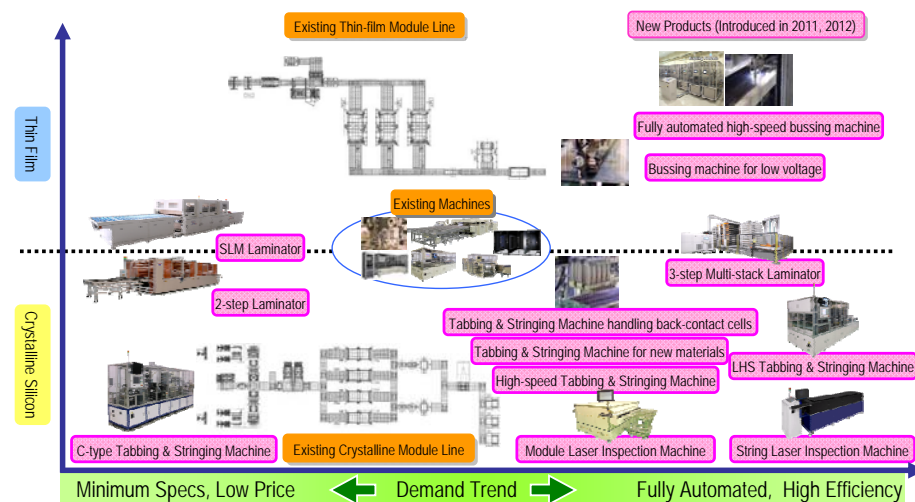 Existing Thin-film Module Line
New Products (Introduced in 2011, 2012)
Thin Film
Fully automated high-speed bussing machine
Bussing machine for low voltage
Existing Machines
SLM Laminator
3-step Multi-stack Laminator
2-step Laminator
Crystalline Silicon
Tabbing & Stringing Machine handling back-contact cells
Tabbing & Stringing Machine for new materials
LHS Tabbing & Stringing Machine
High-speed Tabbing & Stringing Machine
C-type Tabbing & Stringing Machine
Existing Crystalline Module Line
Module Laser Inspection Machine
String Laser Inspection Machine
Minimum Specs, Low Price
Demand Trend
Fully Automated, High Efficiency